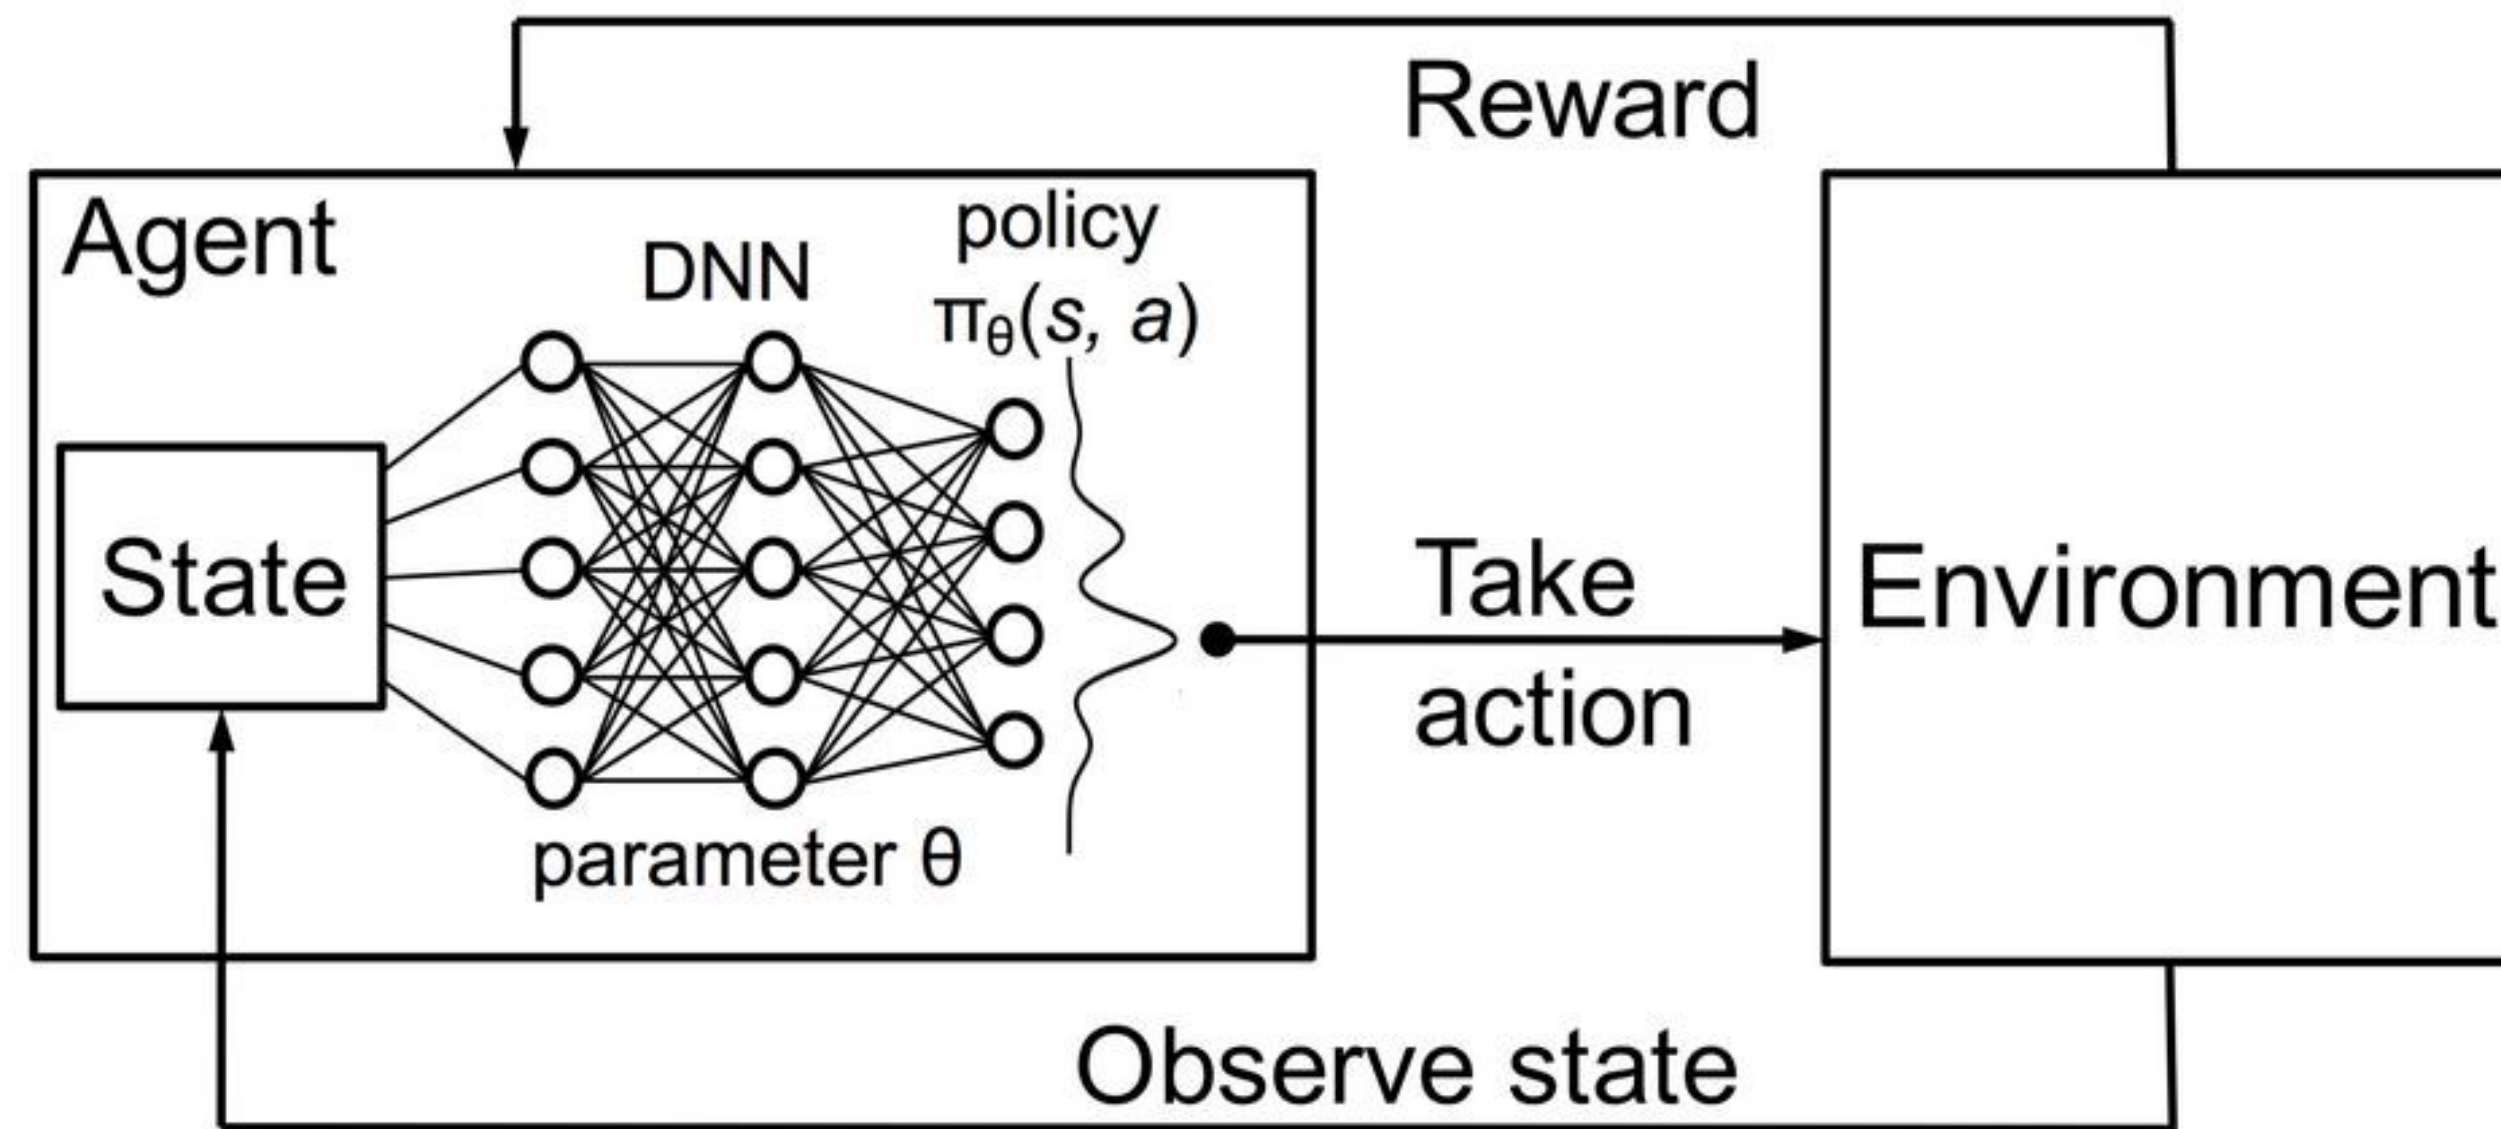 Reward
Agent
policy
DNN
πθ(s, a)
State
Take
action
Environment
parameter θ
Observe state